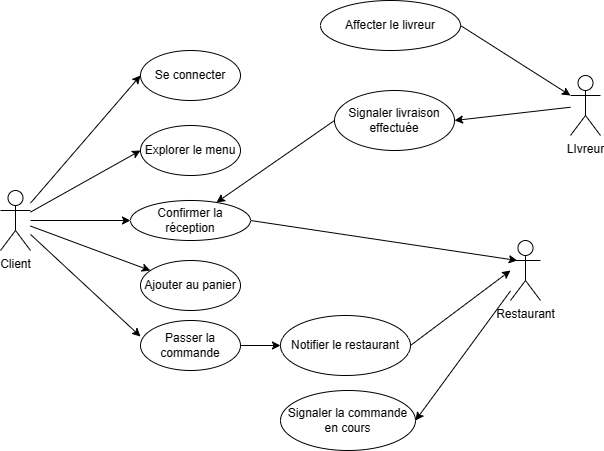 Affecter le livreur
Se connecter
Signaler livraison
effectuée
LIvreur
Explorer le menu
Confirmer la
réception
Client
Ajouter au panier
Restaurant
Passer la
commande
Notifier le restaurant
Signaler la commande
en cours